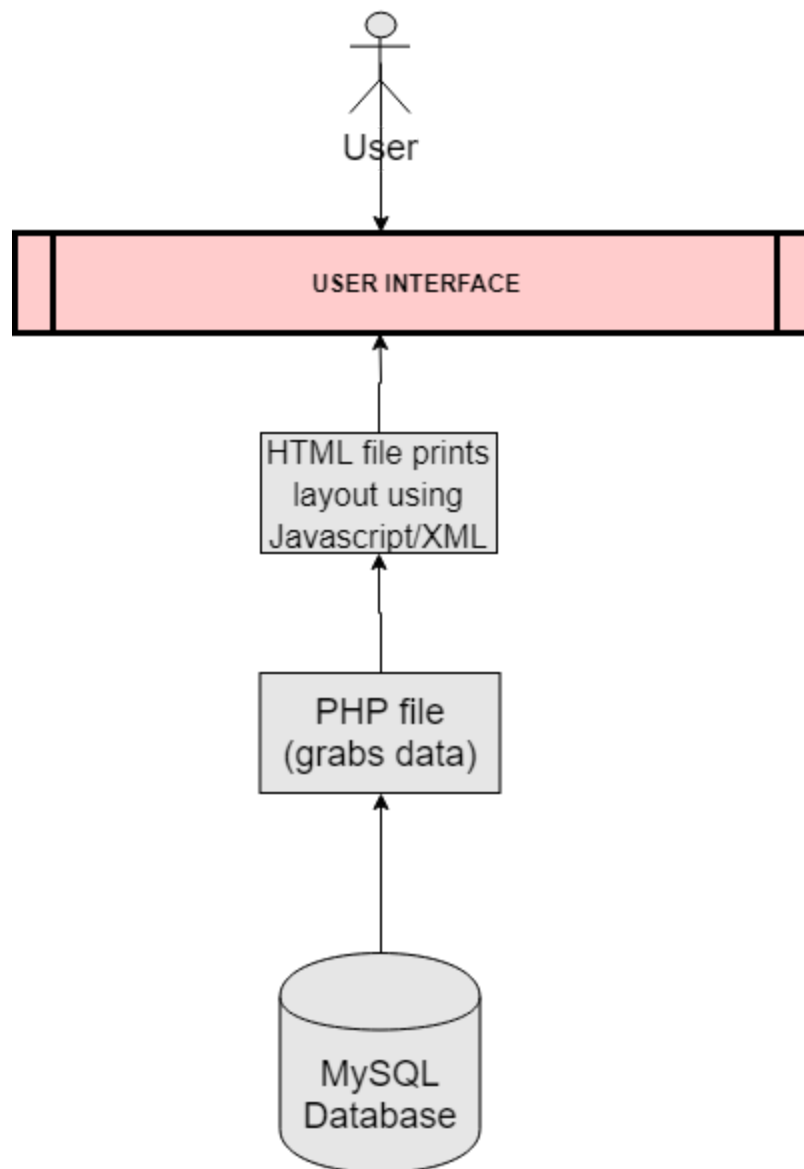 User
USER INTERFACE
HTML file prints
layout using
Javascript/XML
PHP file
(grabs data)
MySQL
Database